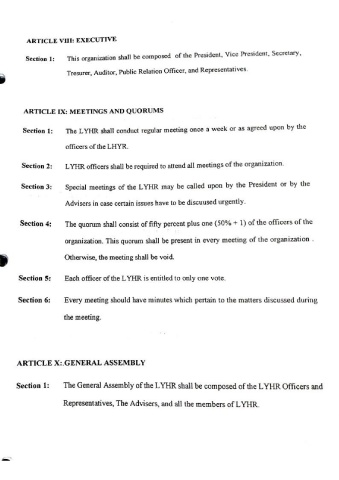 ARTICLE VIII: EXECUTIVE
Section 1: This organization shall be composed of the President, Vice President, Secretary,
Tresurer, Auditor, Public Relation Officer, and Representatives.
ARTICLE IX: MEETINGS AND QUORUMS
Section 1: The LYHR shall conduct regular meeting once a week or as agreed upon by the
officers of the LHYR.
Section 2: LYHR officers shall be required to attend all meetings of the organization.
Section 3: Special meetings of the LYHR may be called upon by the President or by the
Advisers in case certain issues have to be disscused urgently.
Section 4: The quorum shall consist of fifty percent plus one (50% + 1) of the officers of the
organization. This quorum shall be present in every meeting of the organization .
Otherwise, the meeting shall be void.
Section 5: Each officer of the LYHR is entitled to only one vote.
Section 6: Every meeting should have minutes which pertain to the matters discussed during
the meeting.
ARTICLE X: GENERAL ASSEMBLY
Section 1: The General Assembly of the LYHR shall be composed of the LYHR Officers and
Representatives, The Advisers, and all the members of LYHR.